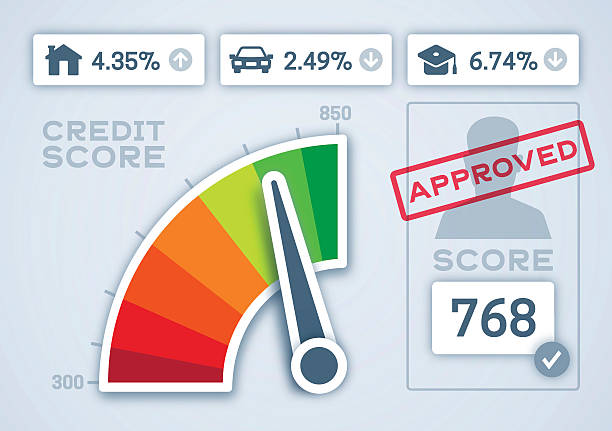 4.35%
2.49%
6.74%
CREDIT
SCORE
850
300
APPROVED
SCORE
768